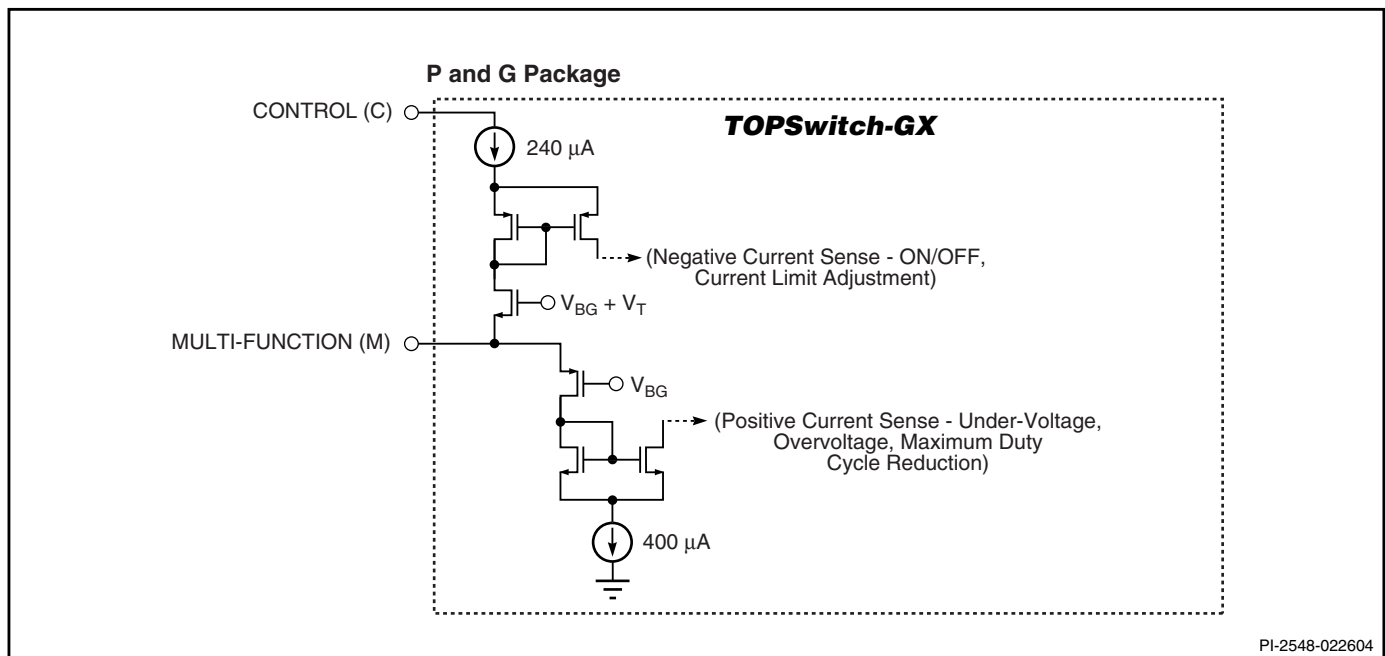 P and G Package
CONTROL (C)
TOPSwitch-GX
240 μA
(Negative Current Sense - ON/OFF,
Current Limit Adjustment)
V_BG + V_T
MULTI-FUNCTION (M)
V_BG
(Positive Current Sense - Under-Voltage,
Overvoltage, Maximum Duty
Cycle Reduction)
400 μA
PI-2548-022604